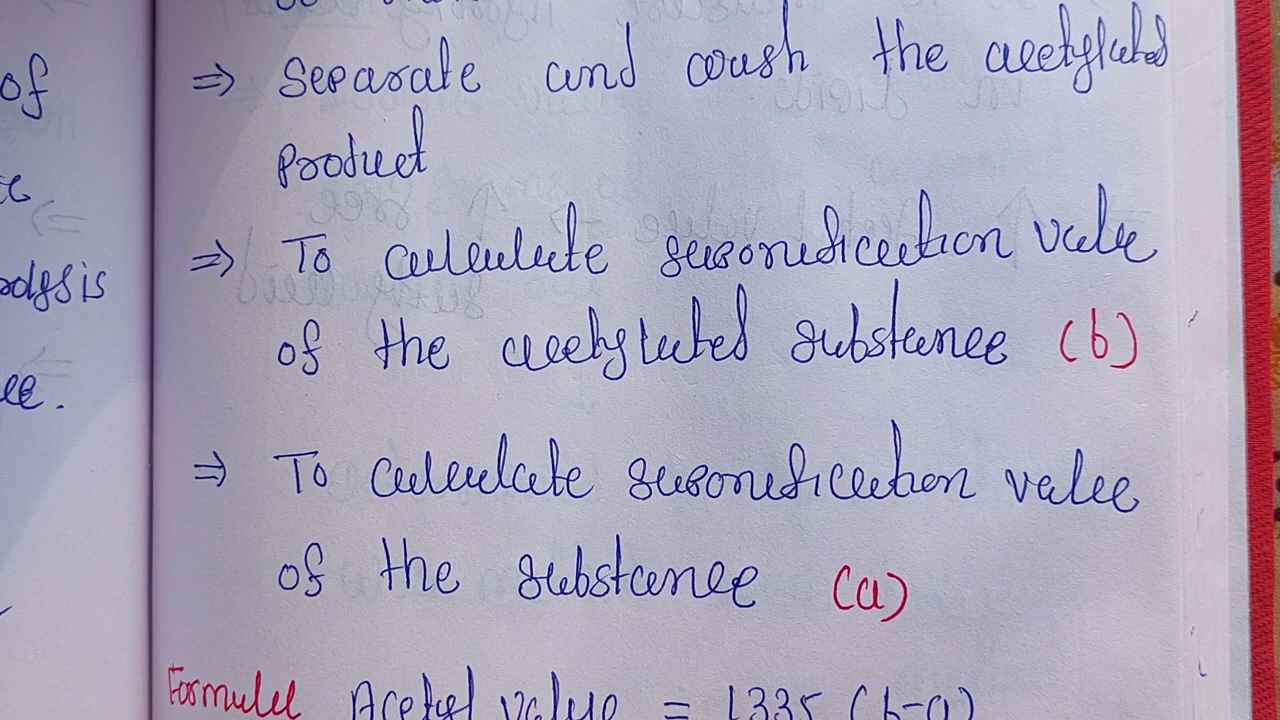 of
⇒ Separate and wash the acetylated
Product
⇒ To calculate saponification value
of the acetylated substance (b)
⇒ To calculate saponification value
of the substance (a)
Formula Acetyl value = 1335 (b-a)